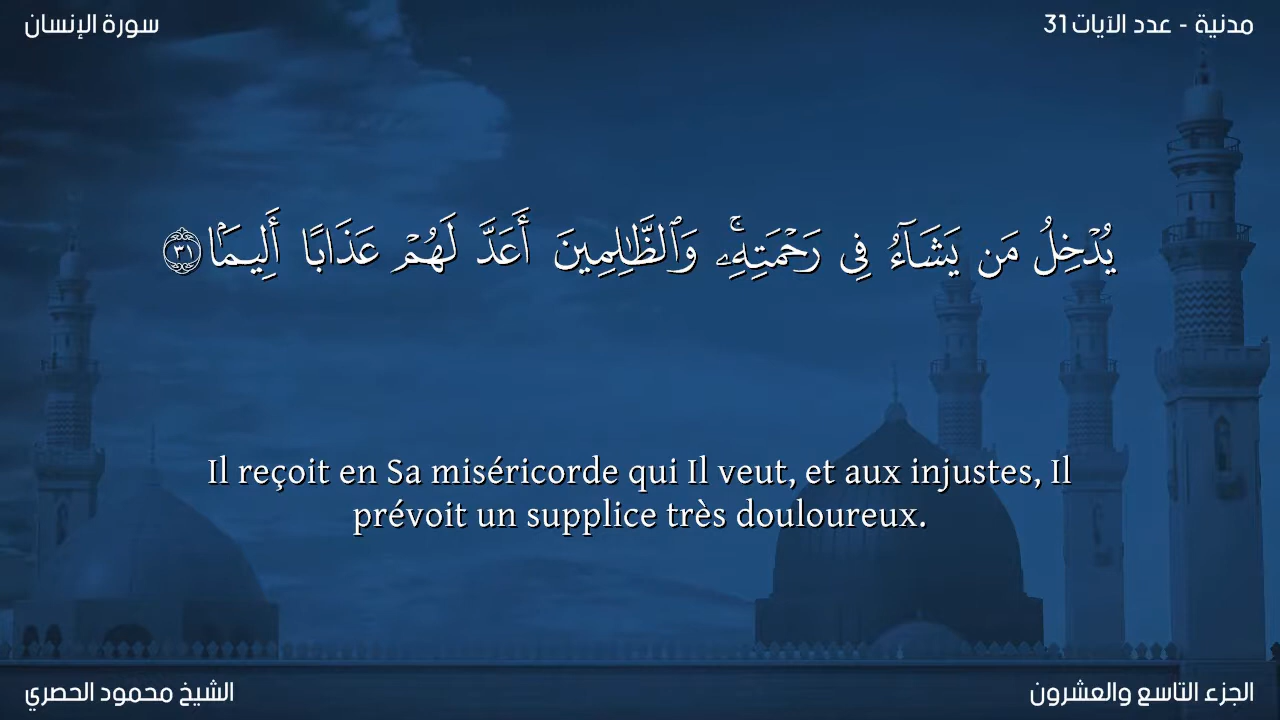 مدنية - عدد الآيات 31
سورة الإنسان
يُدْخِلُ مَن يَشَآءُ فِى رَحْمَتِهِۦ ۚ وَٱلظَّٰلِمِينَ أَعَدَّ لَهُمْ عَذَابًا أَلِيمًۢا ٣١
Il reçoit en Sa miséricorde qui Il veut, et aux injustes, Il
prévoit un supplice très douloureux.
الجزء التاسع والعشرون
الشيخ محمود الحصري